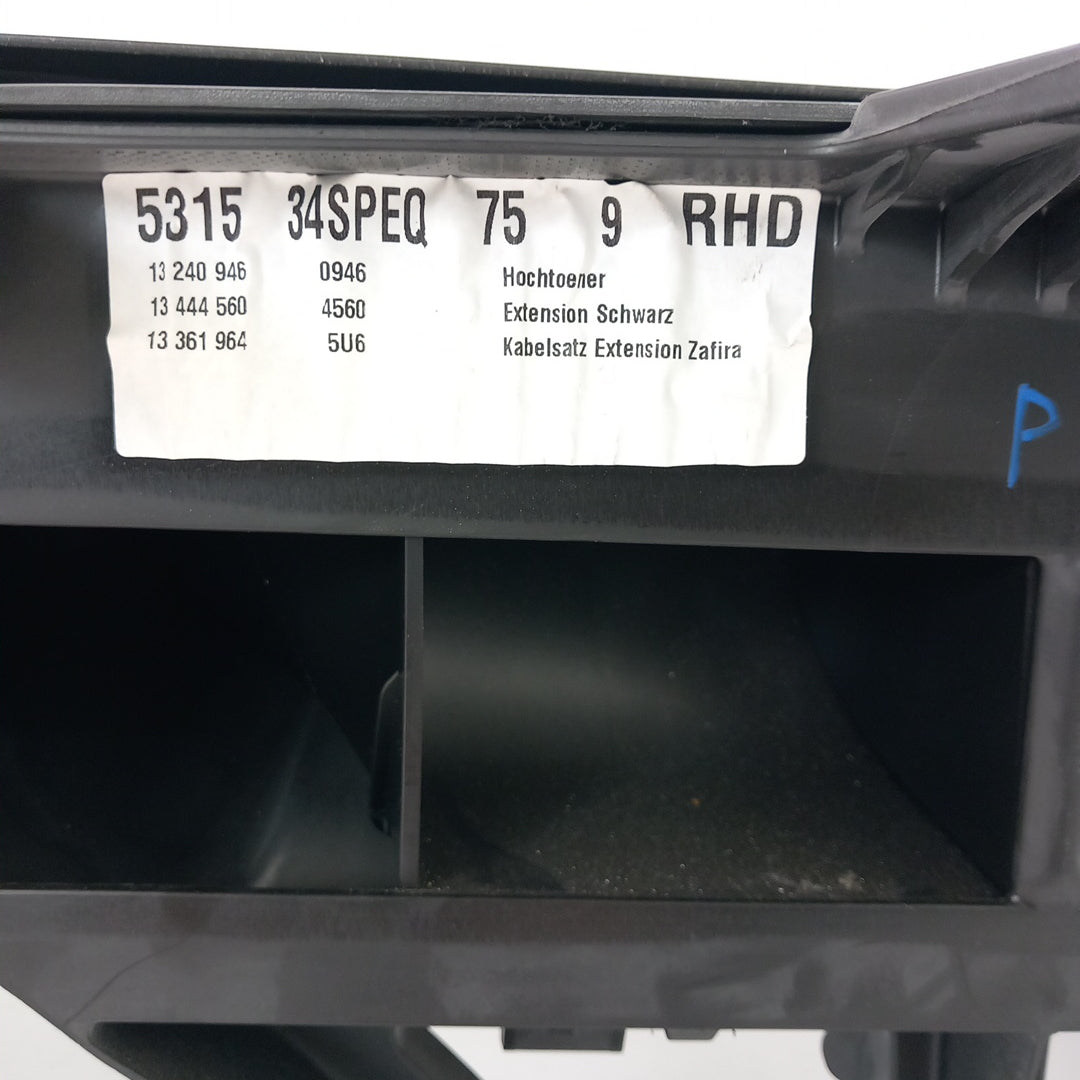 5315 34SPEQ 75 9 RHD
13 240 946 0946 Hochtoener
13 444 560 4560 Extension Schwarz
13 361 964 5U6 Kabelsatz Extension Zafira
P